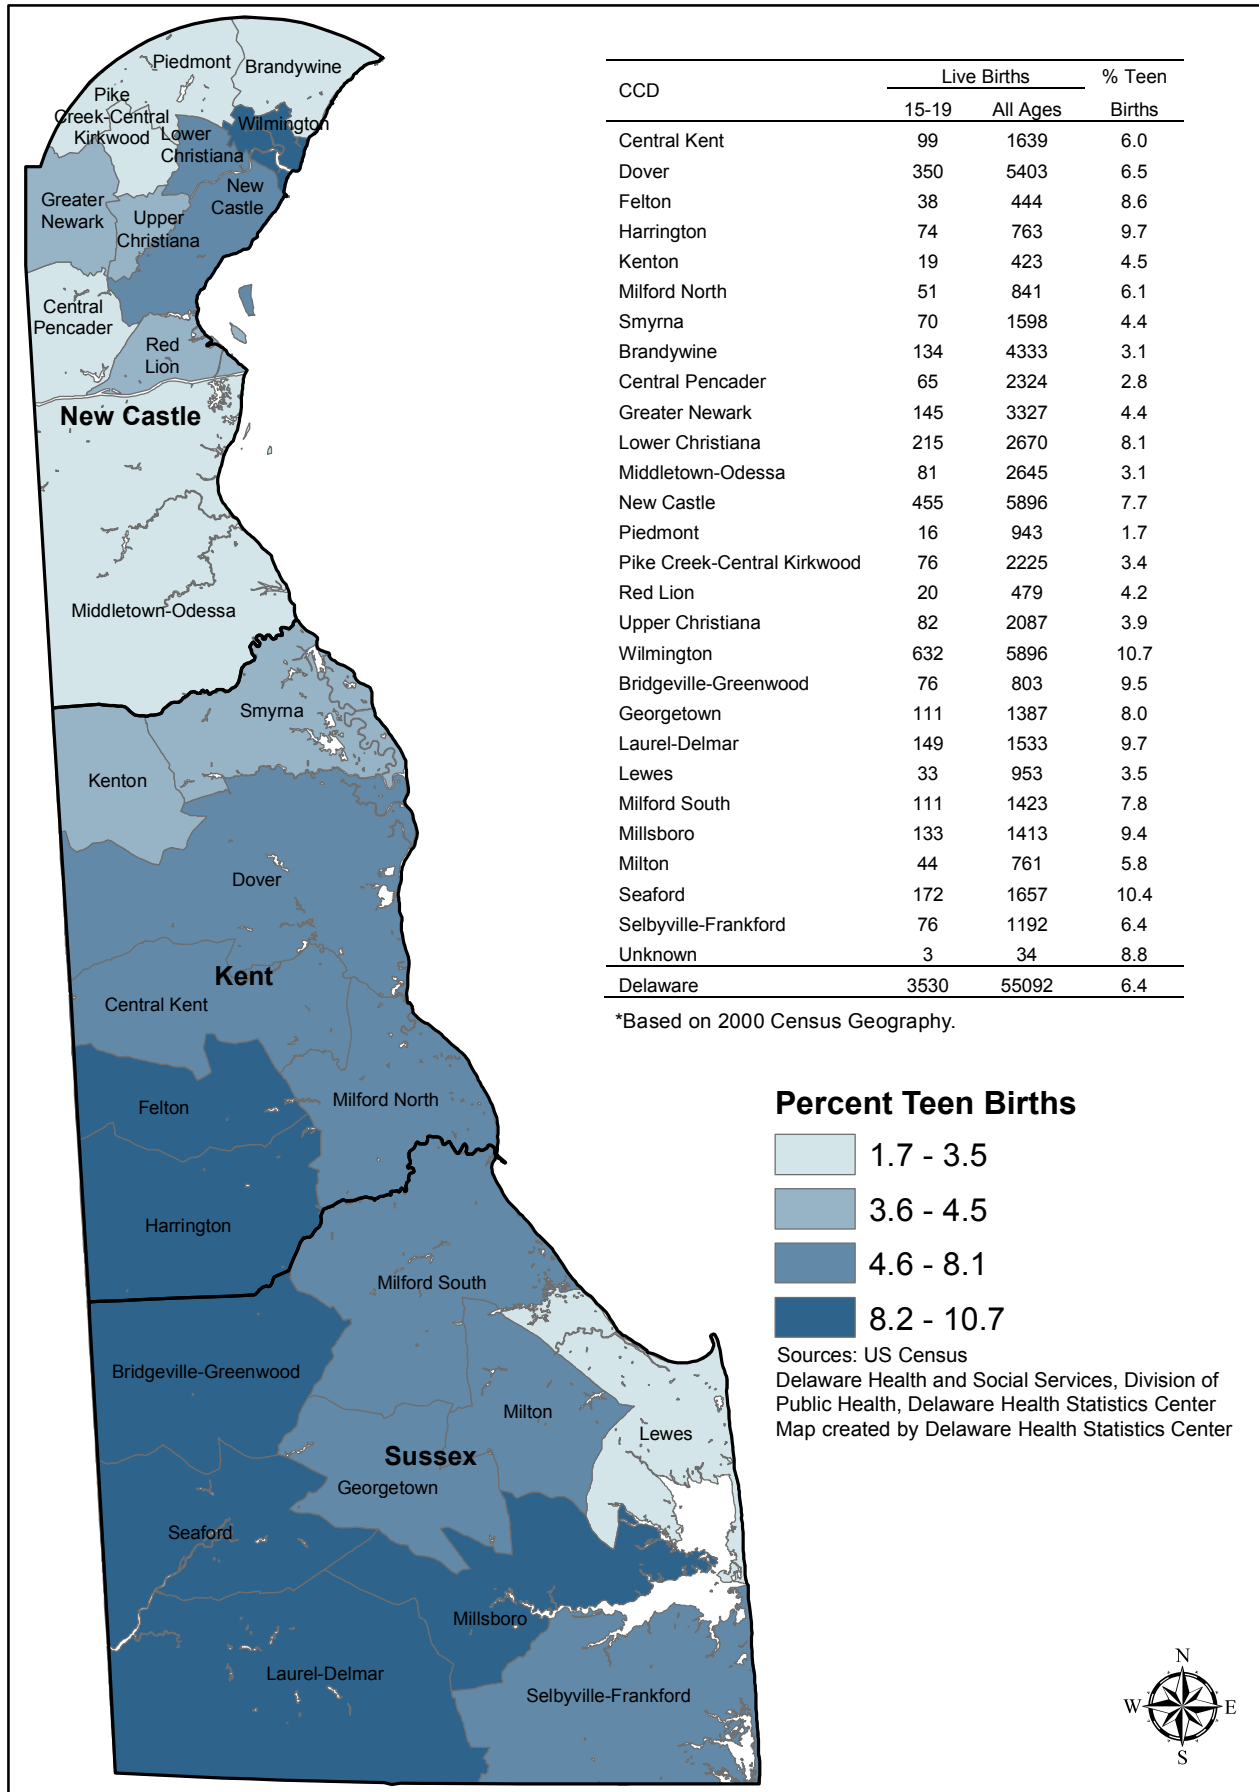 Piedmont
Brandywine
Pike
Creek-Central
Kirkwood
Lower
Christiana
Wilmington
New
Castle
Greater
Newark
Upper
Christiana
Central
Pencader
Red
Lion
New Castle
Middletown-Odessa
Smyrna
Kenton
Dover
Kent
Central Kent
Felton
Milford North
Harrington
Milford South
Bridgeville-Greenwood
Milton
Lewes
Sussex
Georgetown
Seaford
Millsboro
Laurel-Delmar
Selbyville-Frankford
CCD Live Births % Teen
15-19 All Ages Births
Central Kent 99 1639 6.0
Dover 350 5403 6.5
Felton 38 444 8.6
Harrington 74 763 9.7
Kenton 19 423 4.5
Milford North 51 841 6.1
Smyrna 70 1598 4.4
Brandywine 134 4333 3.1
Central Pencader 65 2324 2.8
Greater Newark 145 3327 4.4
Lower Christiana 215 2670 8.1
Middletown-Odessa 81 2645 3.1
New Castle 455 5896 7.7
Piedmont 16 943 1.7
Pike Creek-Central Kirkwood 76 2225 3.4
Red Lion 20 479 4.2
Upper Christiana 82 2087 3.9
Wilmington 632 5896 10.7
Bridgeville-Greenwood 76 803 9.5
Georgetown 111 1387 8.0
Laurel-Delmar 149 1533 9.7
Lewes 33 953 3.5
Milford South 111 1423 7.8
Millsboro 133 1413 9.4
Milton 44 761 5.8
Seaford 172 1657 10.4
Selbyville-Frankford 76 1192 6.4
Unknown 3 34 8.8
Delaware 3530 55092 6.4
*Based on 2000 Census Geography.
Percent Teen Births
1.7 - 3.5
3.6 - 4.5
4.6 - 8.1
8.2 - 10.7
Sources: US Census
Delaware Health and Social Services, Division of
Public Health, Delaware Health Statistics Center
Map created by Delaware Health Statistics Center
N
W E
S